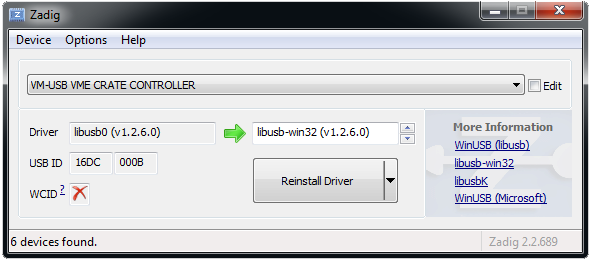 Zadig
Device Options Help
VM-USB VME CRATE CONTROLLER Edit
Driver libusb0 (v1.2.6.0) libusb-win32 (v1.2.6.0)
USB ID 16DC 000B
WCID ?
Reinstall Driver
More Information
WinUSB (libusb)
libusb-win32
libusbK
WinUSB (Microsoft)
6 devices found. Zadig 2.2.689